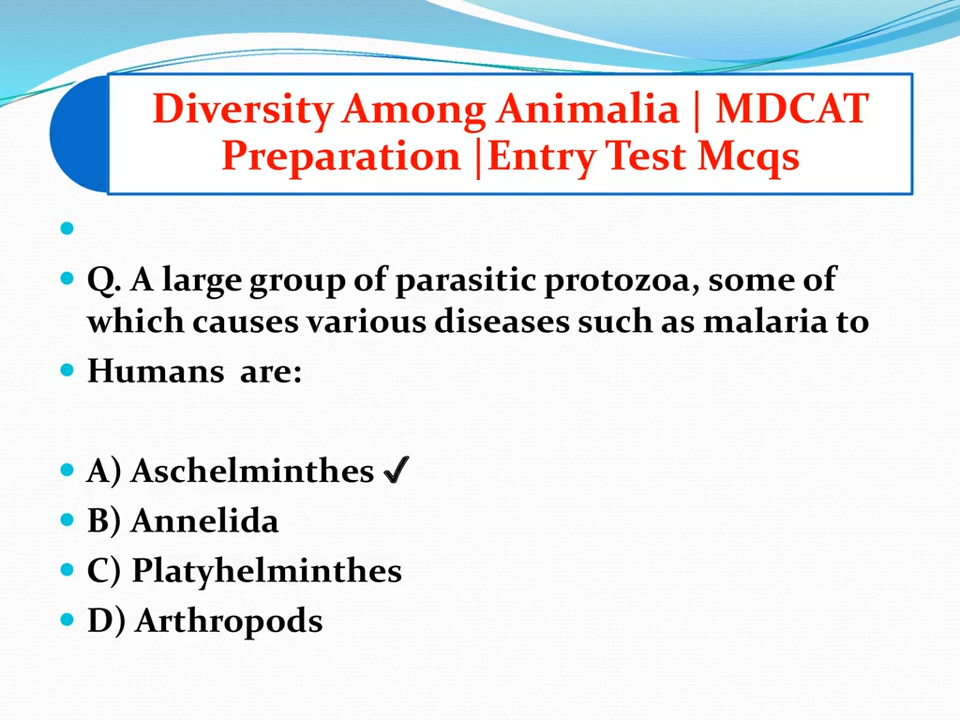 Diversity Among Animalia | MDCAT
Preparation |Entry Test Mcqs
Q. A large group of parasitic protozoa, some of
which causes various diseases such as malaria to
Humans are:
A) Aschelminthes ✓
B) Annelida
C) Platyhelminthes
D) Arthropods